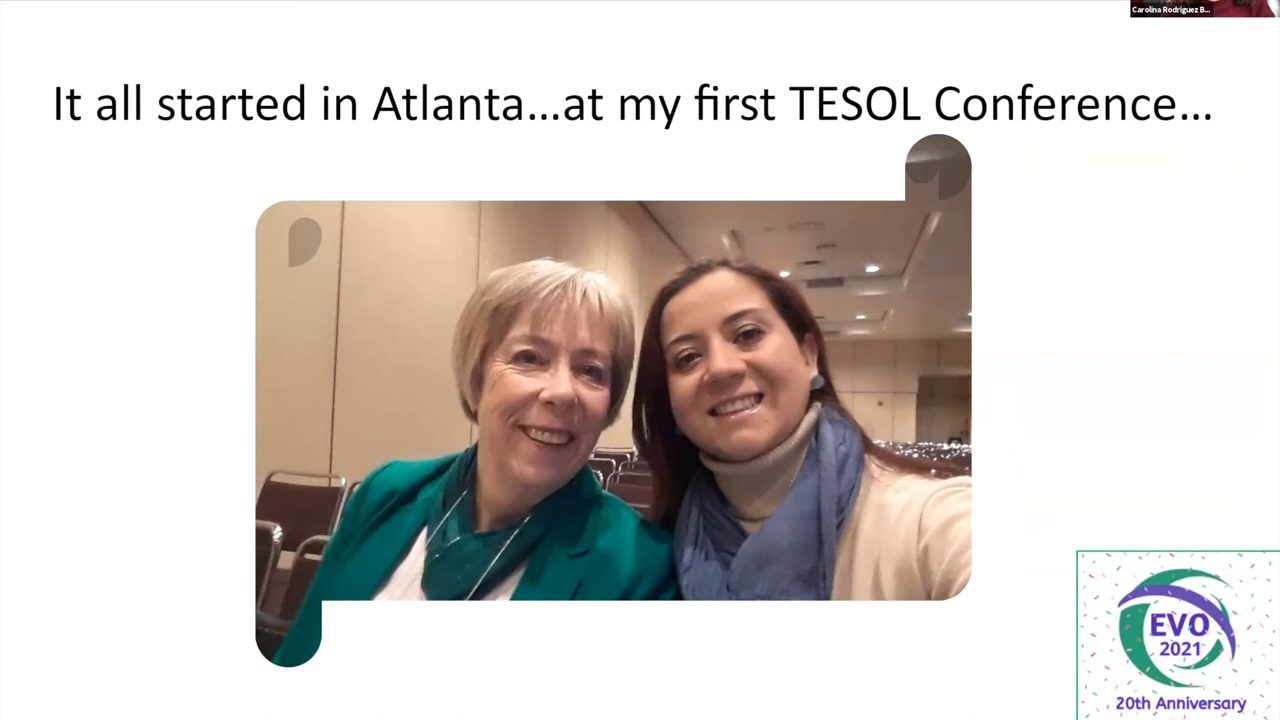 Carolina Rodriguez B...
It all started in Atlanta...at my first TESOL Conference...
EVO
2021
20th Anniversary